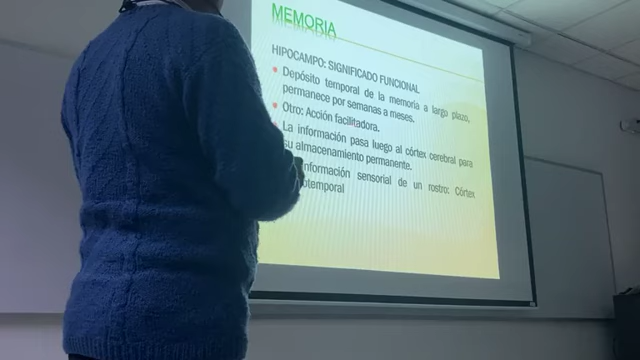 MEMORIA
HIPOCAMPO: SIGNIFICADO FUNCIONAL
Depósito temporal de la memoria a largo plazo,
permanece por semanas a meses.
Otro: Acción facilitadora.
La información pasa luego al córtex cerebral para
su almacenamiento permanente.
nformación sensorial de un rostro: Córtex
otemporal